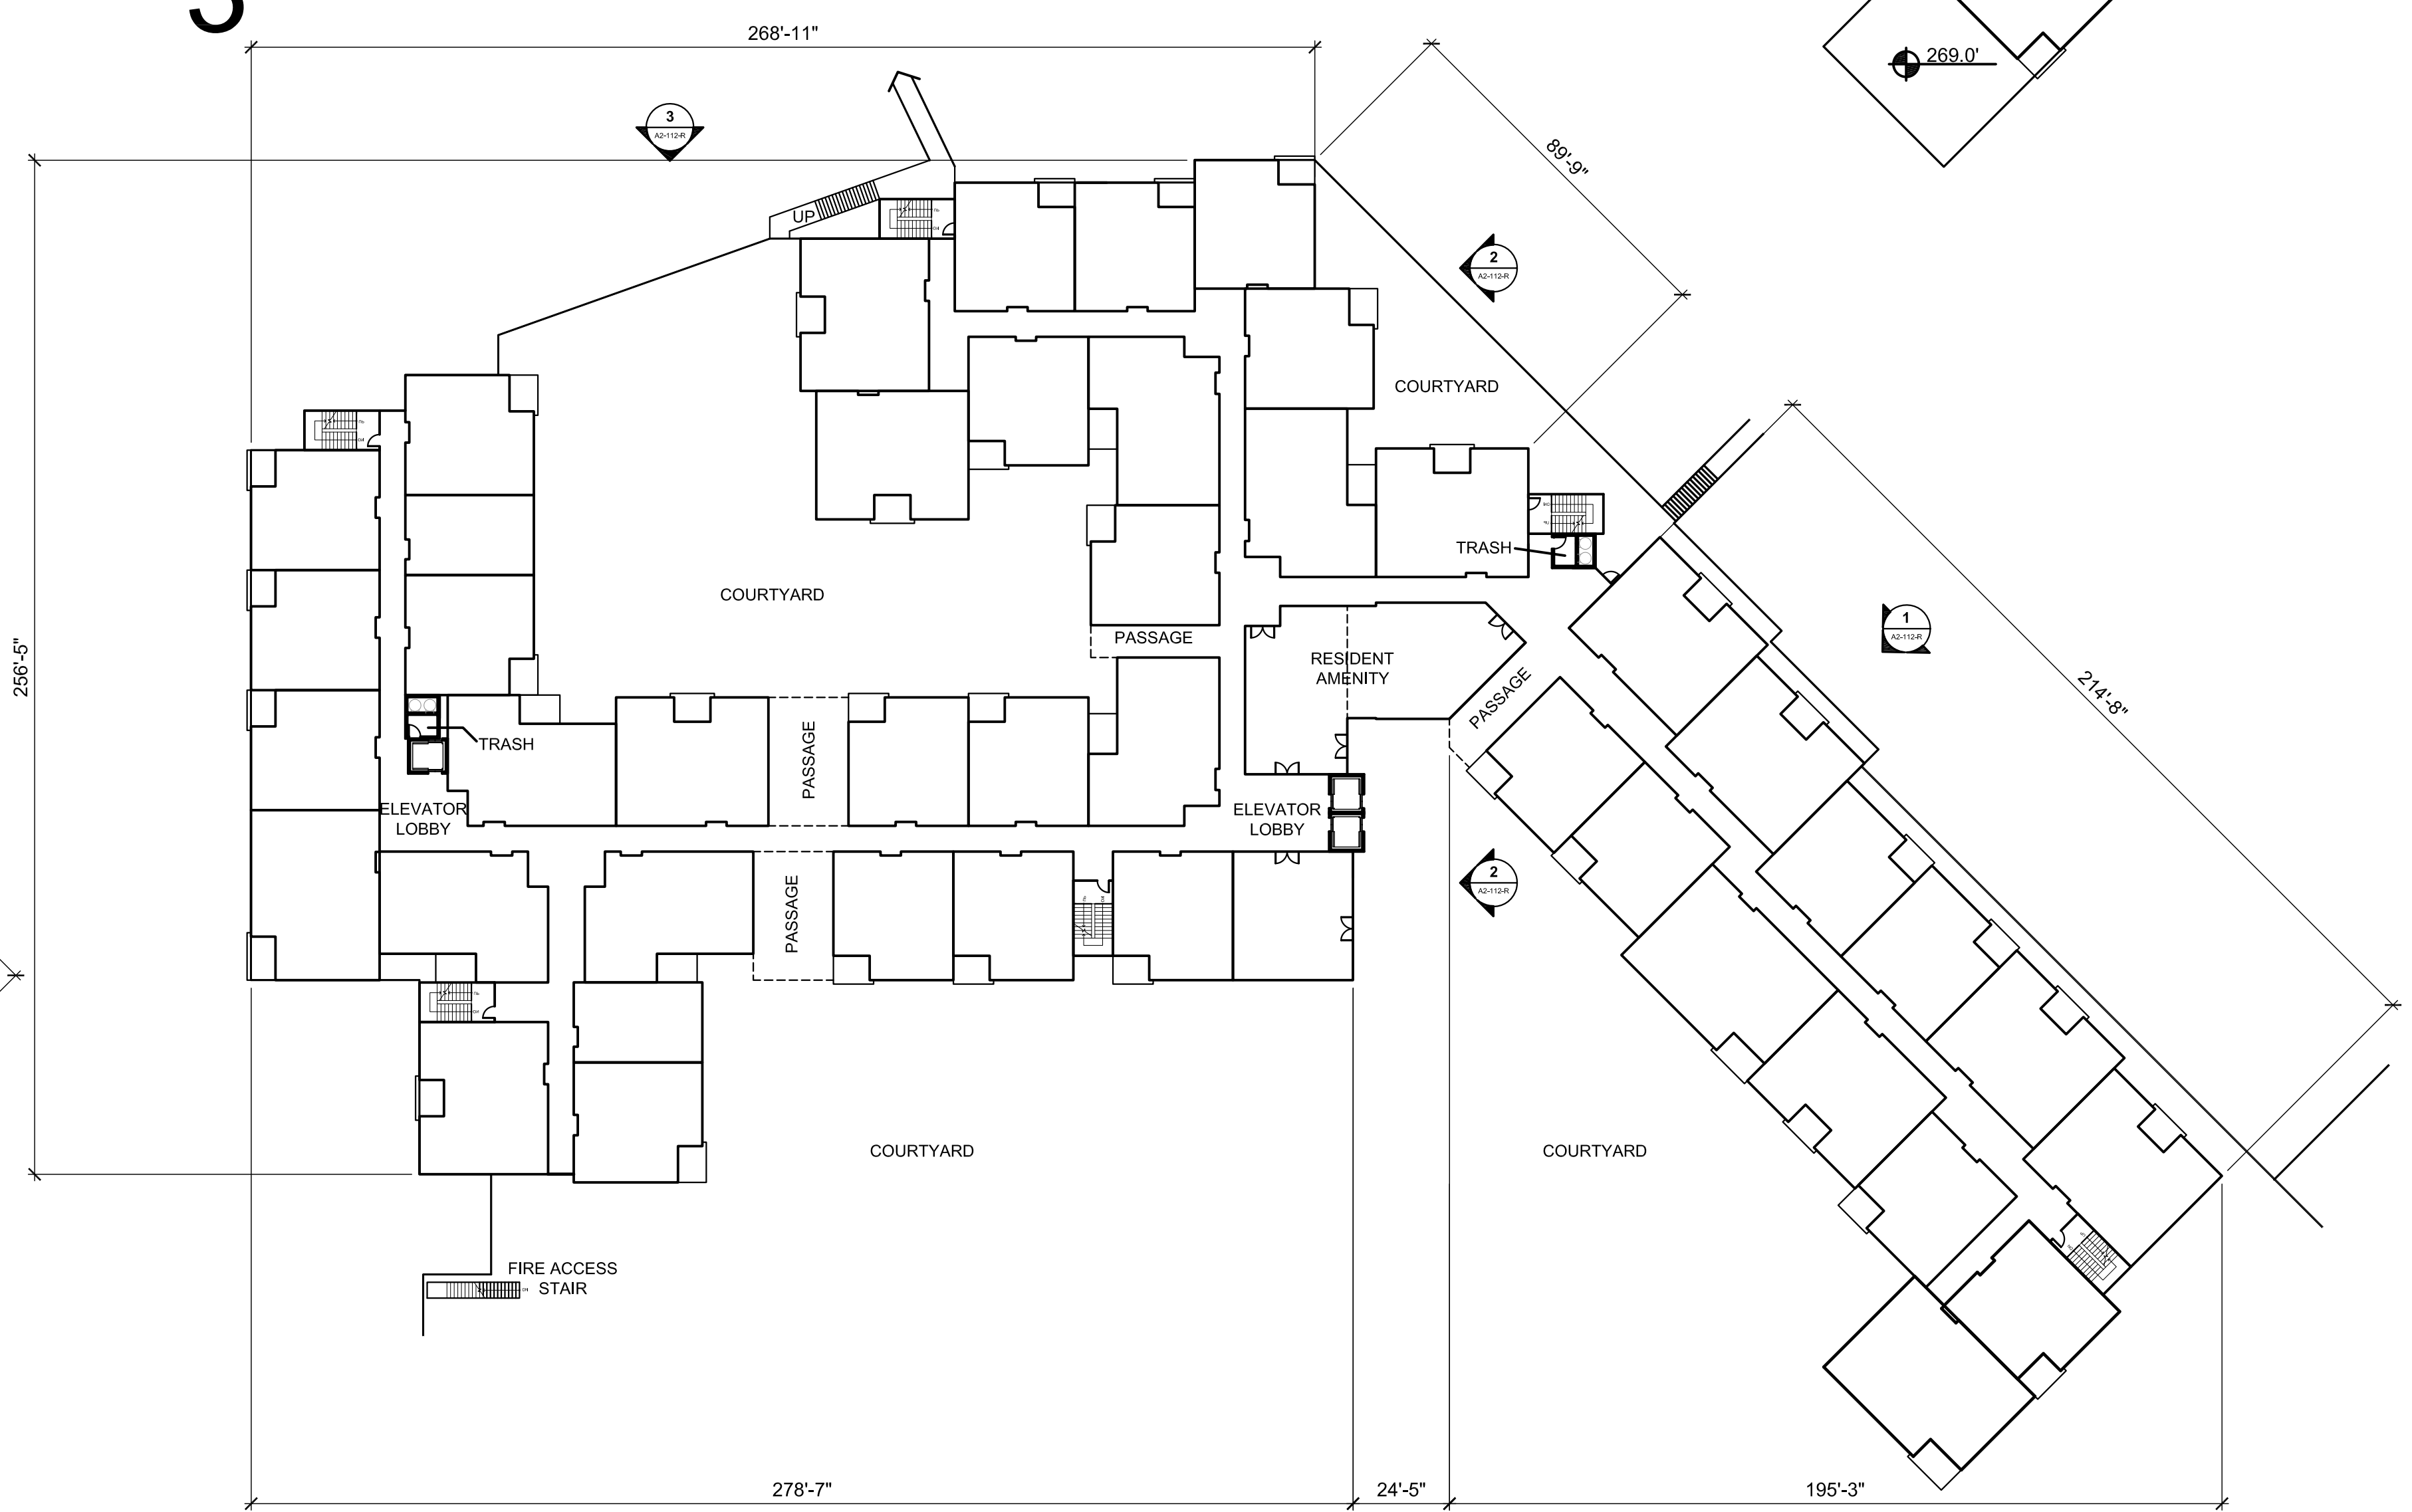 3
268'-11"
269.0'
3
A2-112-R
89'-9"
UP
2
A2-112-R
COURTYARD
TRASH
COURTYARD
1
A2-112-R
256'-5"
PASSAGE
RESIDENT
AMENITY
PASSAGE
214'-8"
TRASH
PASSAGE
ELEVATOR
LOBBY
ELEVATOR
LOBBY
2
A2-112-R
PASSAGE
COURTYARD
COURTYARD
FIRE ACCESS
STAIR
278'-7"
24'-5"
195'-3"